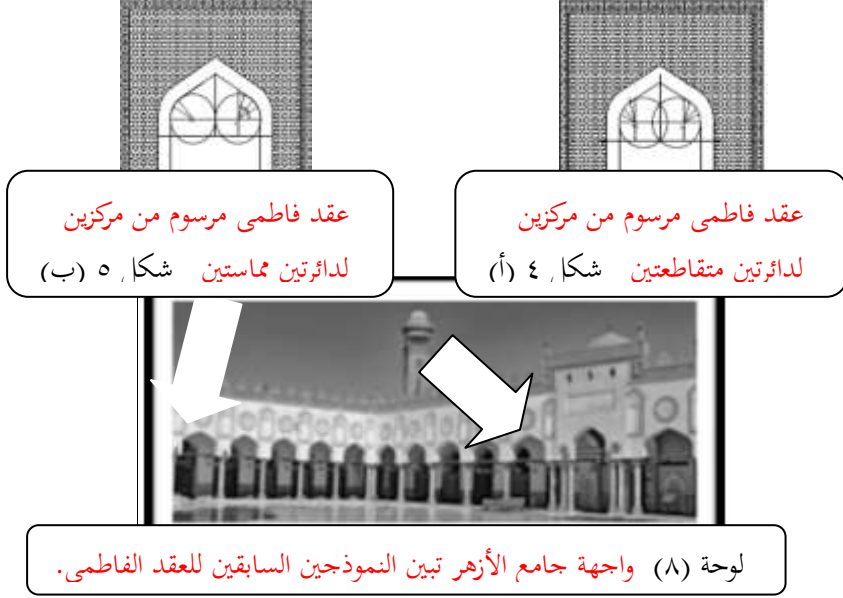 عقد فاطمى مرسوم من مركزين
لدائرتين متقاطعتين شكل ٤ (أ)
عقد فاطمى مرسوم من مركزين
لدائرتين مماستين شكل ٥ (ب)
لوحة (٨) واجهة جامع الأزهر تبين النموذجين السابقين للعقد الفاطمى.